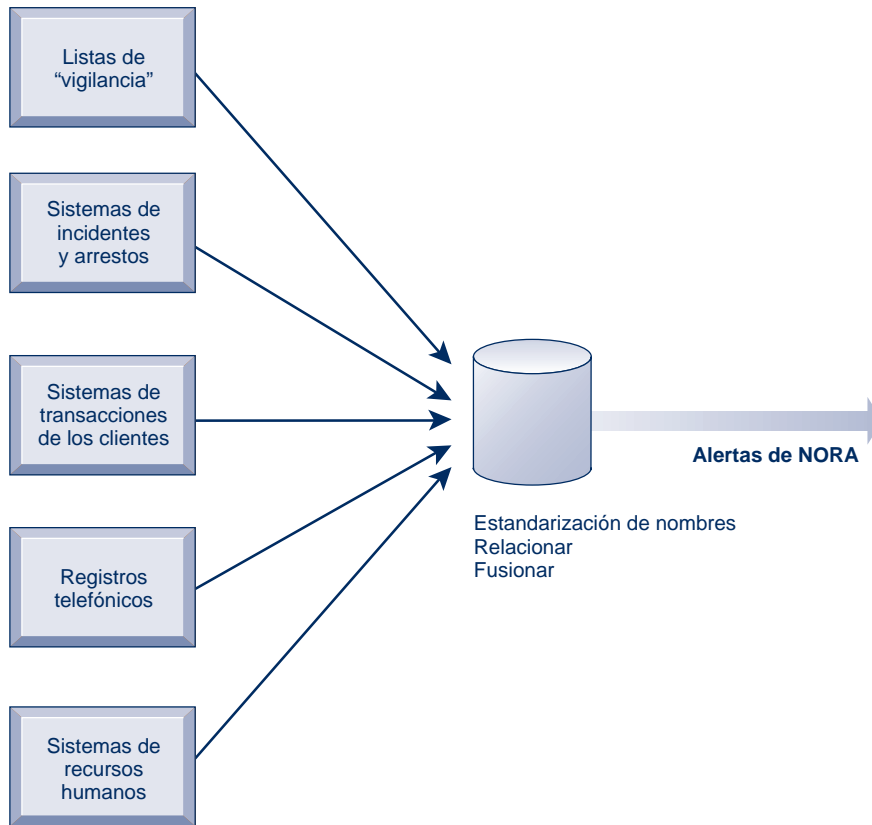 Listas de
“vigilancia”
Sistemas de
incidentes
y arrestos
Sistemas de
transacciones
de los clientes
Registros
telefónicos
Sistemas de
recursos
humanos
Alertas de NORA
Estandarización de nombres
Relacionar
Fusionar